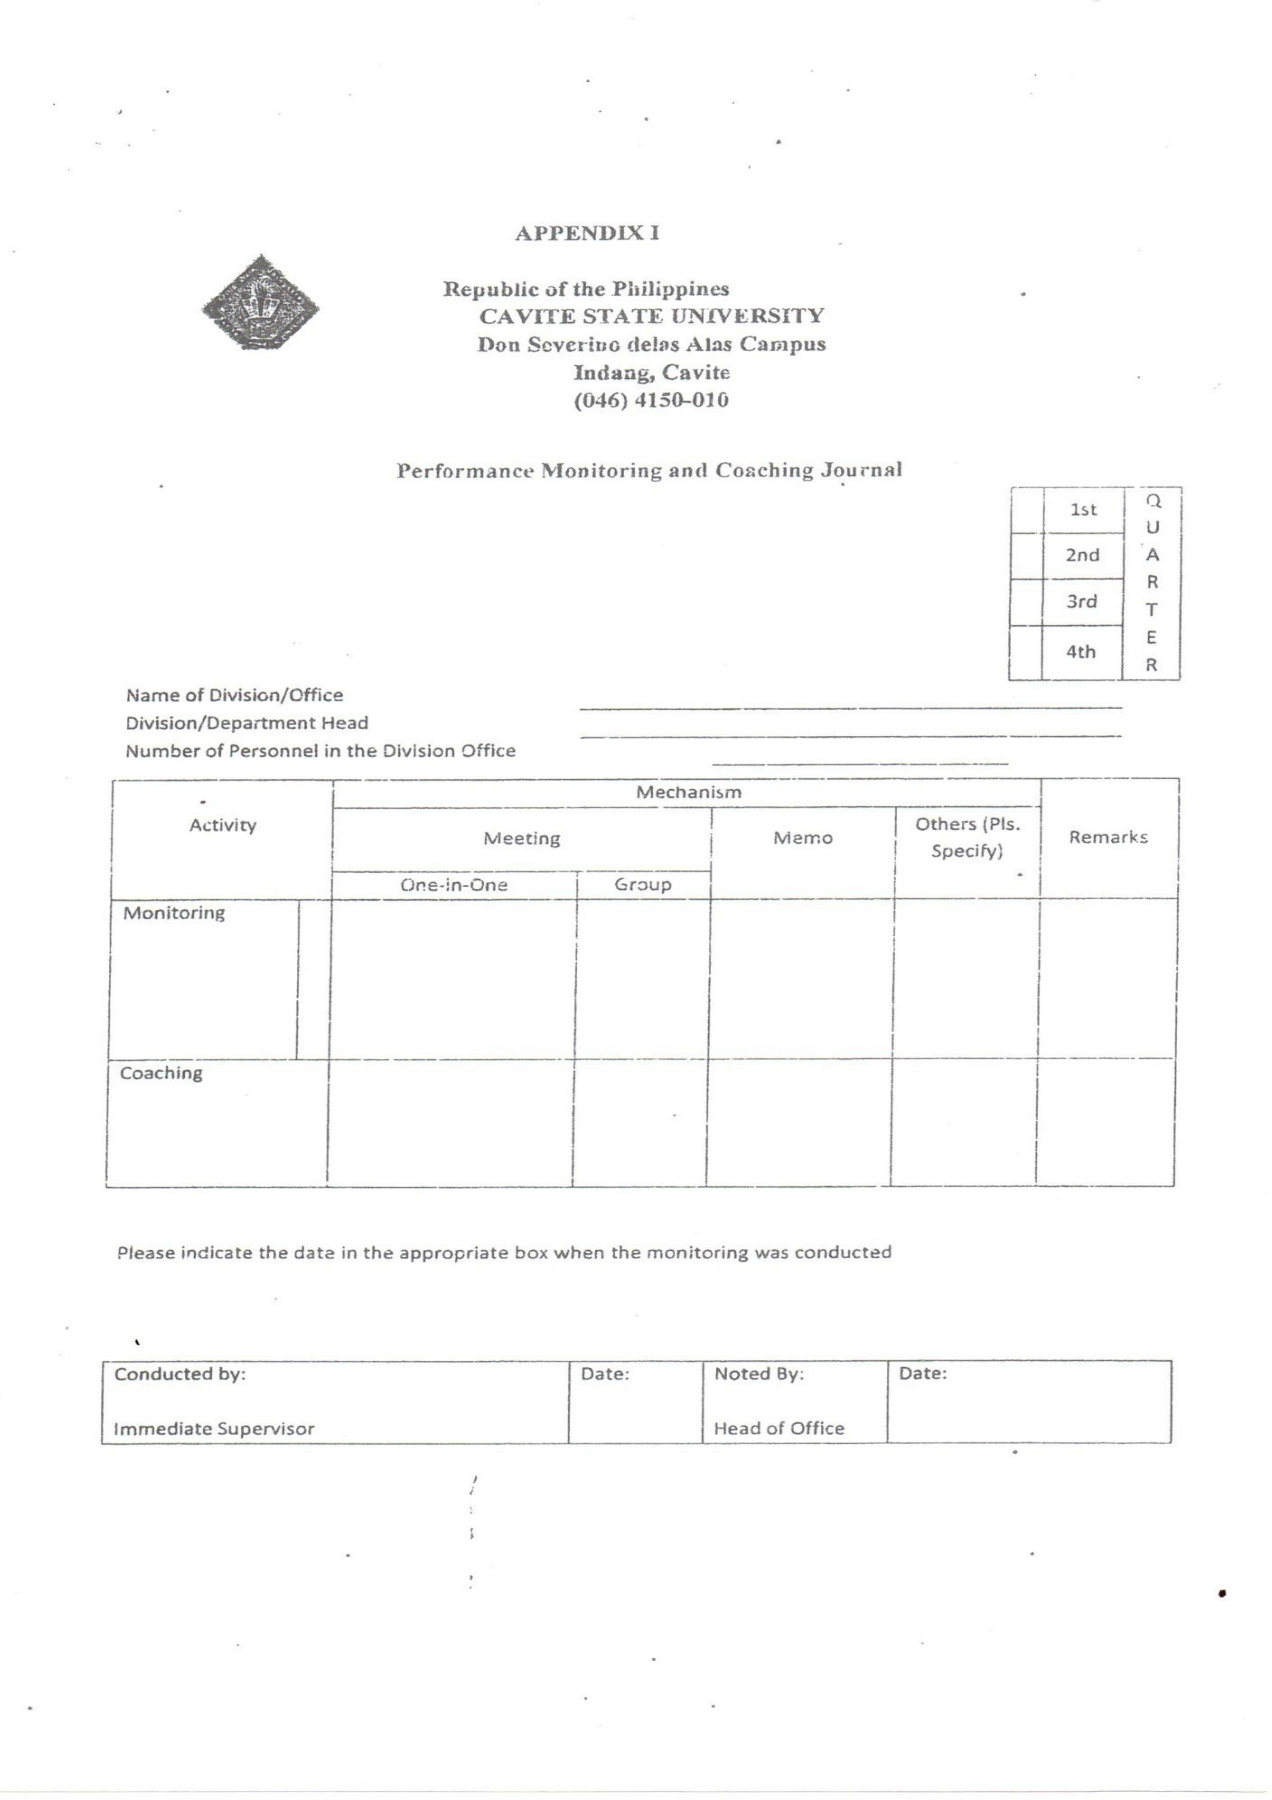 APPENDIX I
Republic of the Philippines
CAVITE STATE UNIVERSITY
Don Severino delas Alas Campus
Indang, Cavite
(046) 4150-010
Performance Monitoring and Coaching Journal
1st
2nd
3rd
4th
QUARTER
Name of Division/Office
Division/Department Head
Number of Personnel in the Division Office
Mechanism
Activity
Meeting
Memo
Others (Pls.
Specify)
Remarks
One-in-One
Group
Monitoring
Coaching
Please indicate the date in the appropriate box when the monitoring was conducted
Conducted by:
Date:
Noted By:
Date:
Immediate Supervisor
Head of Office